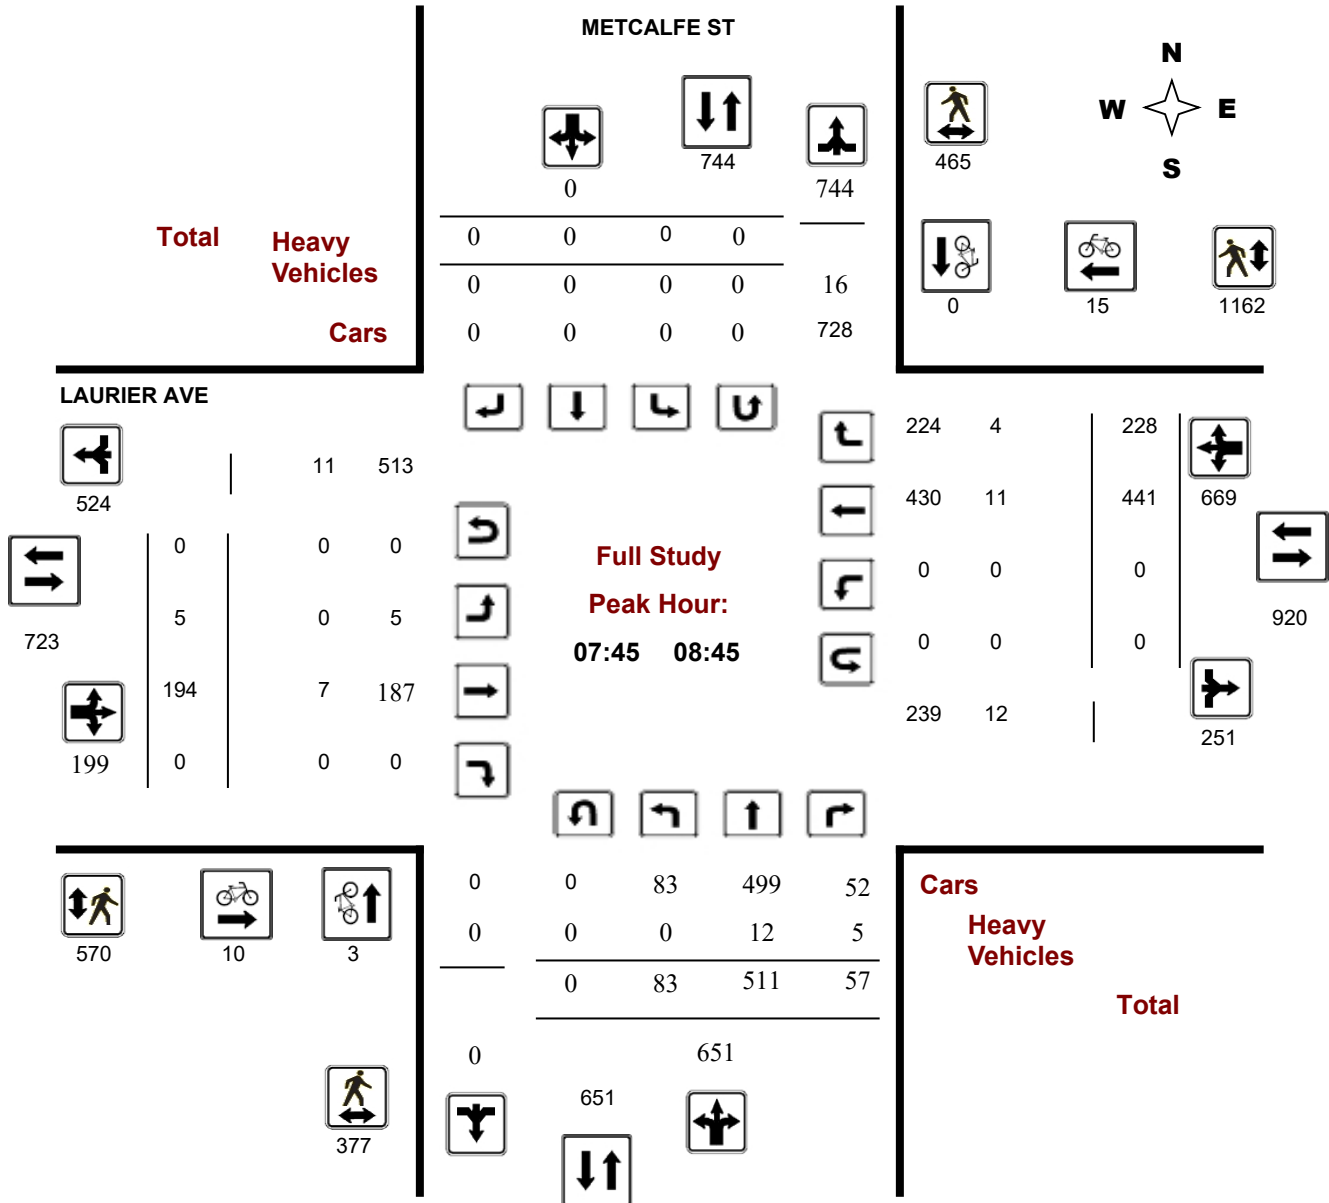 METCALFE ST
N
W E
S
744
465
0
744
Total
Heavy
Vehicles
Cars
0 0 0 0
0 0 0 0 16
0 0 0 0 728
0 15 1162
LAURIER AVE
524
11 513
0 0 0
723
5 0 5
194 7 187
199
0 0 0
Full Study
Peak Hour:
07:45 08:45
224 4 228
430 11 441
669
0 0 0
920
0 0 0
239 12
251
570 10 3
377
0 0 83 499 52
0 0 0 12 5
0 83 511 57
0
651
651
Cars
Heavy
Vehicles
Total